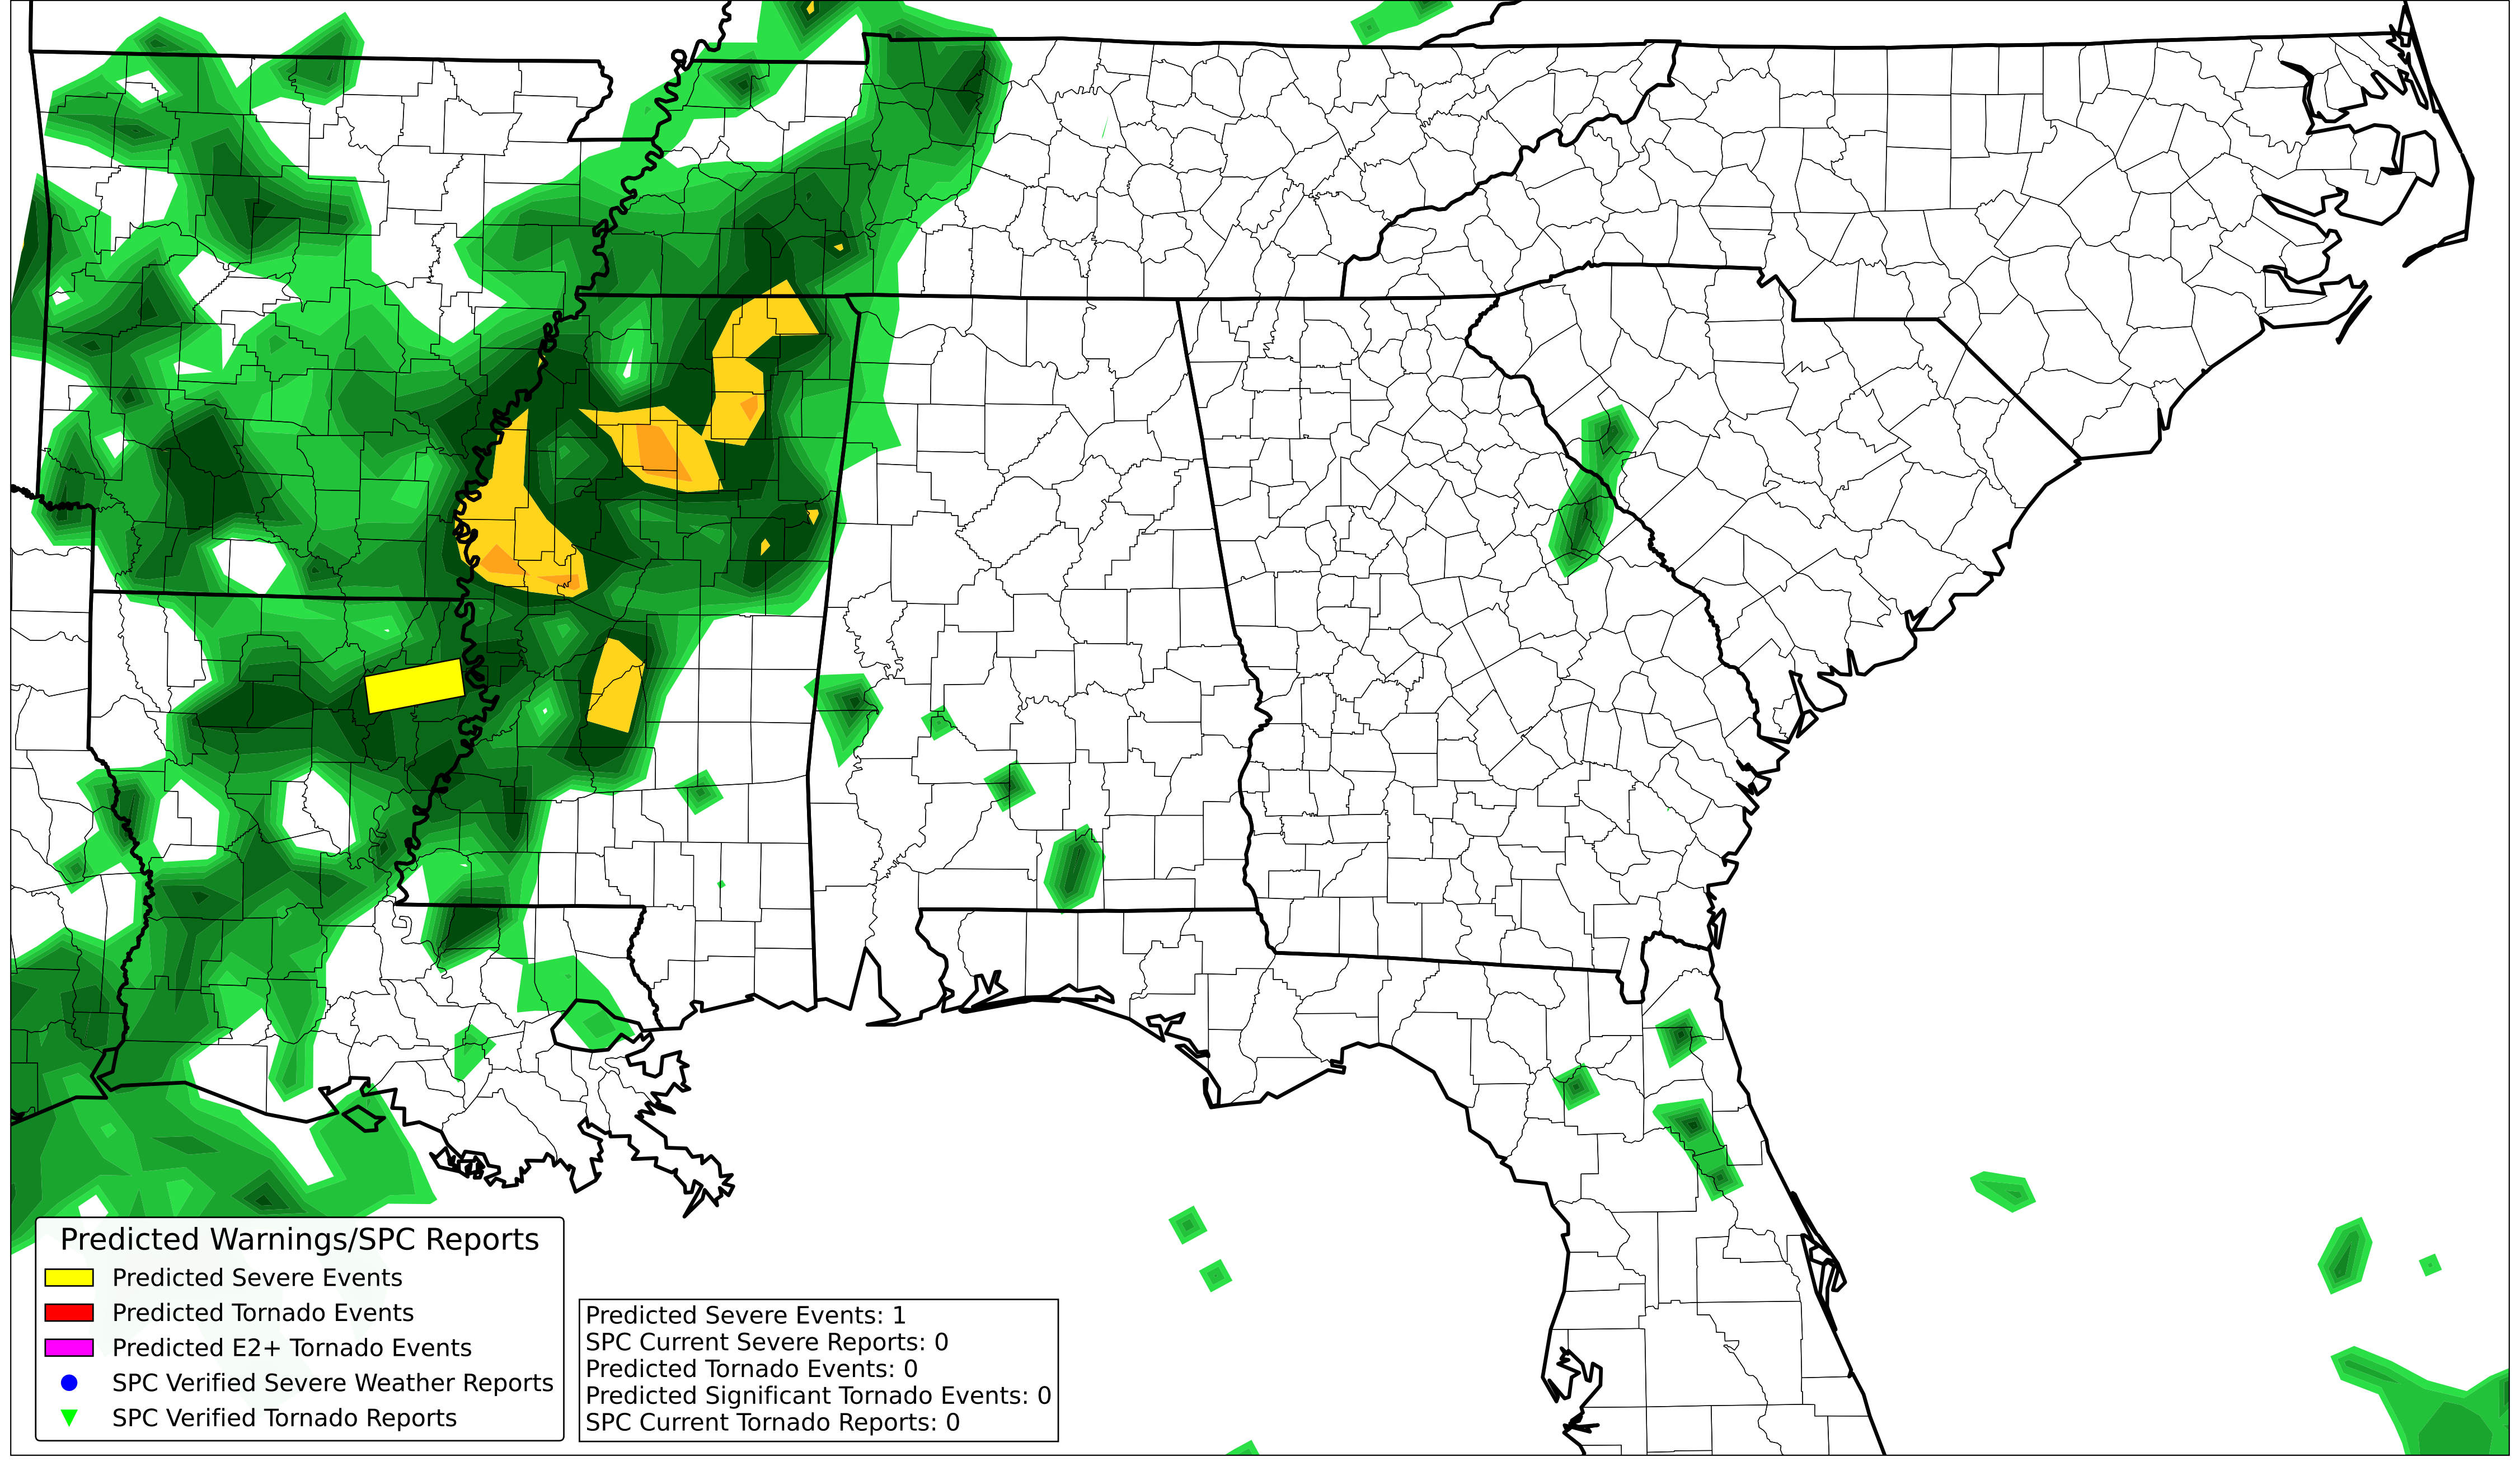 Predicted Warnings/SPC Reports
Predicted Severe Events
Predicted Tornado Events
Predicted E2+ Tornado Events
SPC Verified Severe Weather Reports
SPC Verified Tornado Reports
Predicted Severe Events: 1
SPC Current Severe Reports: 0
Predicted Tornado Events: 0
Predicted Significant Tornado Events: 0
SPC Current Tornado Reports: 0